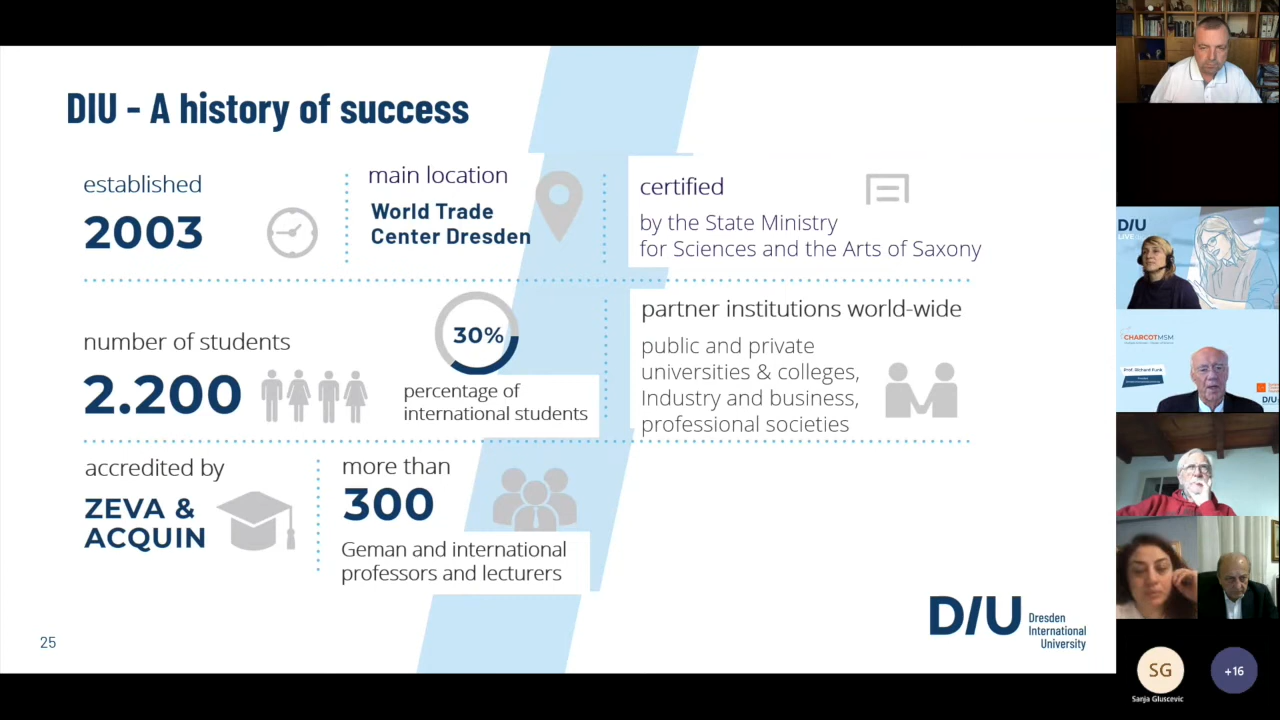 DIU - A history of success
established
2003
main location
World Trade
Center Dresden
certified
by the State Ministry
for Sciences and the Arts of Saxony
number of students
2.200
30%
percentage of
international students
partner institutions world-wide
public and private
universities & colleges,
Industry and business,
professional societies
accredited by
ZEVA &
ACQUIN
more than
300
Geman and international
professors and lecturers
25
DIU
Dresden
International
University
DIU
LIVE
CHARCOTMSM
Prof. Richard Funk
SG
Sanja Gluscevic
+16